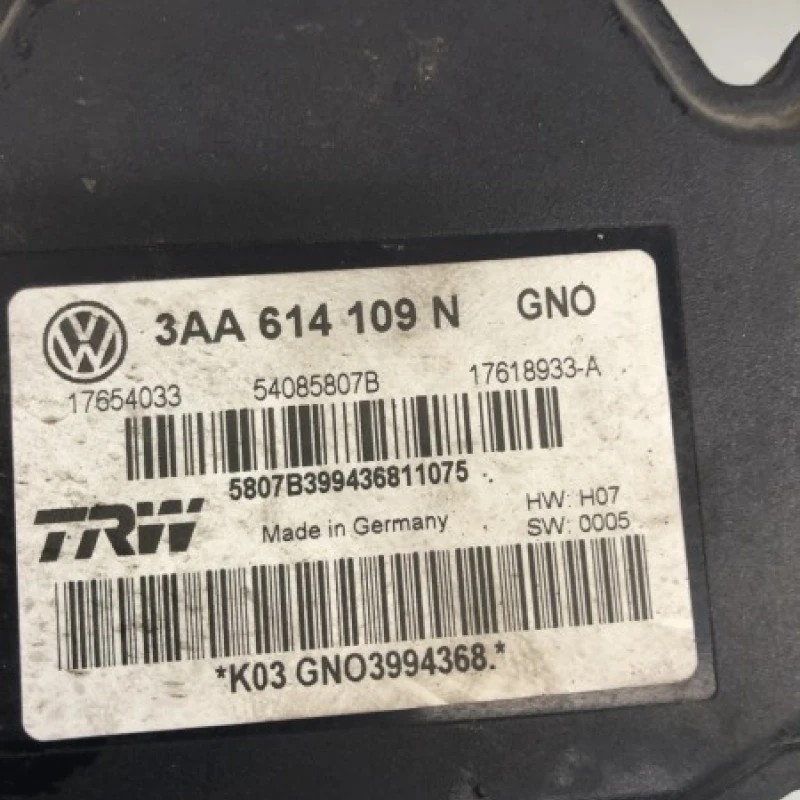 3AA 614 109 N GNO
17654033 54085807B 17618933-A
5807B399436811075
TRW Made in Germany HW: H07
SW: 0005
*K03 GNO3994368.*